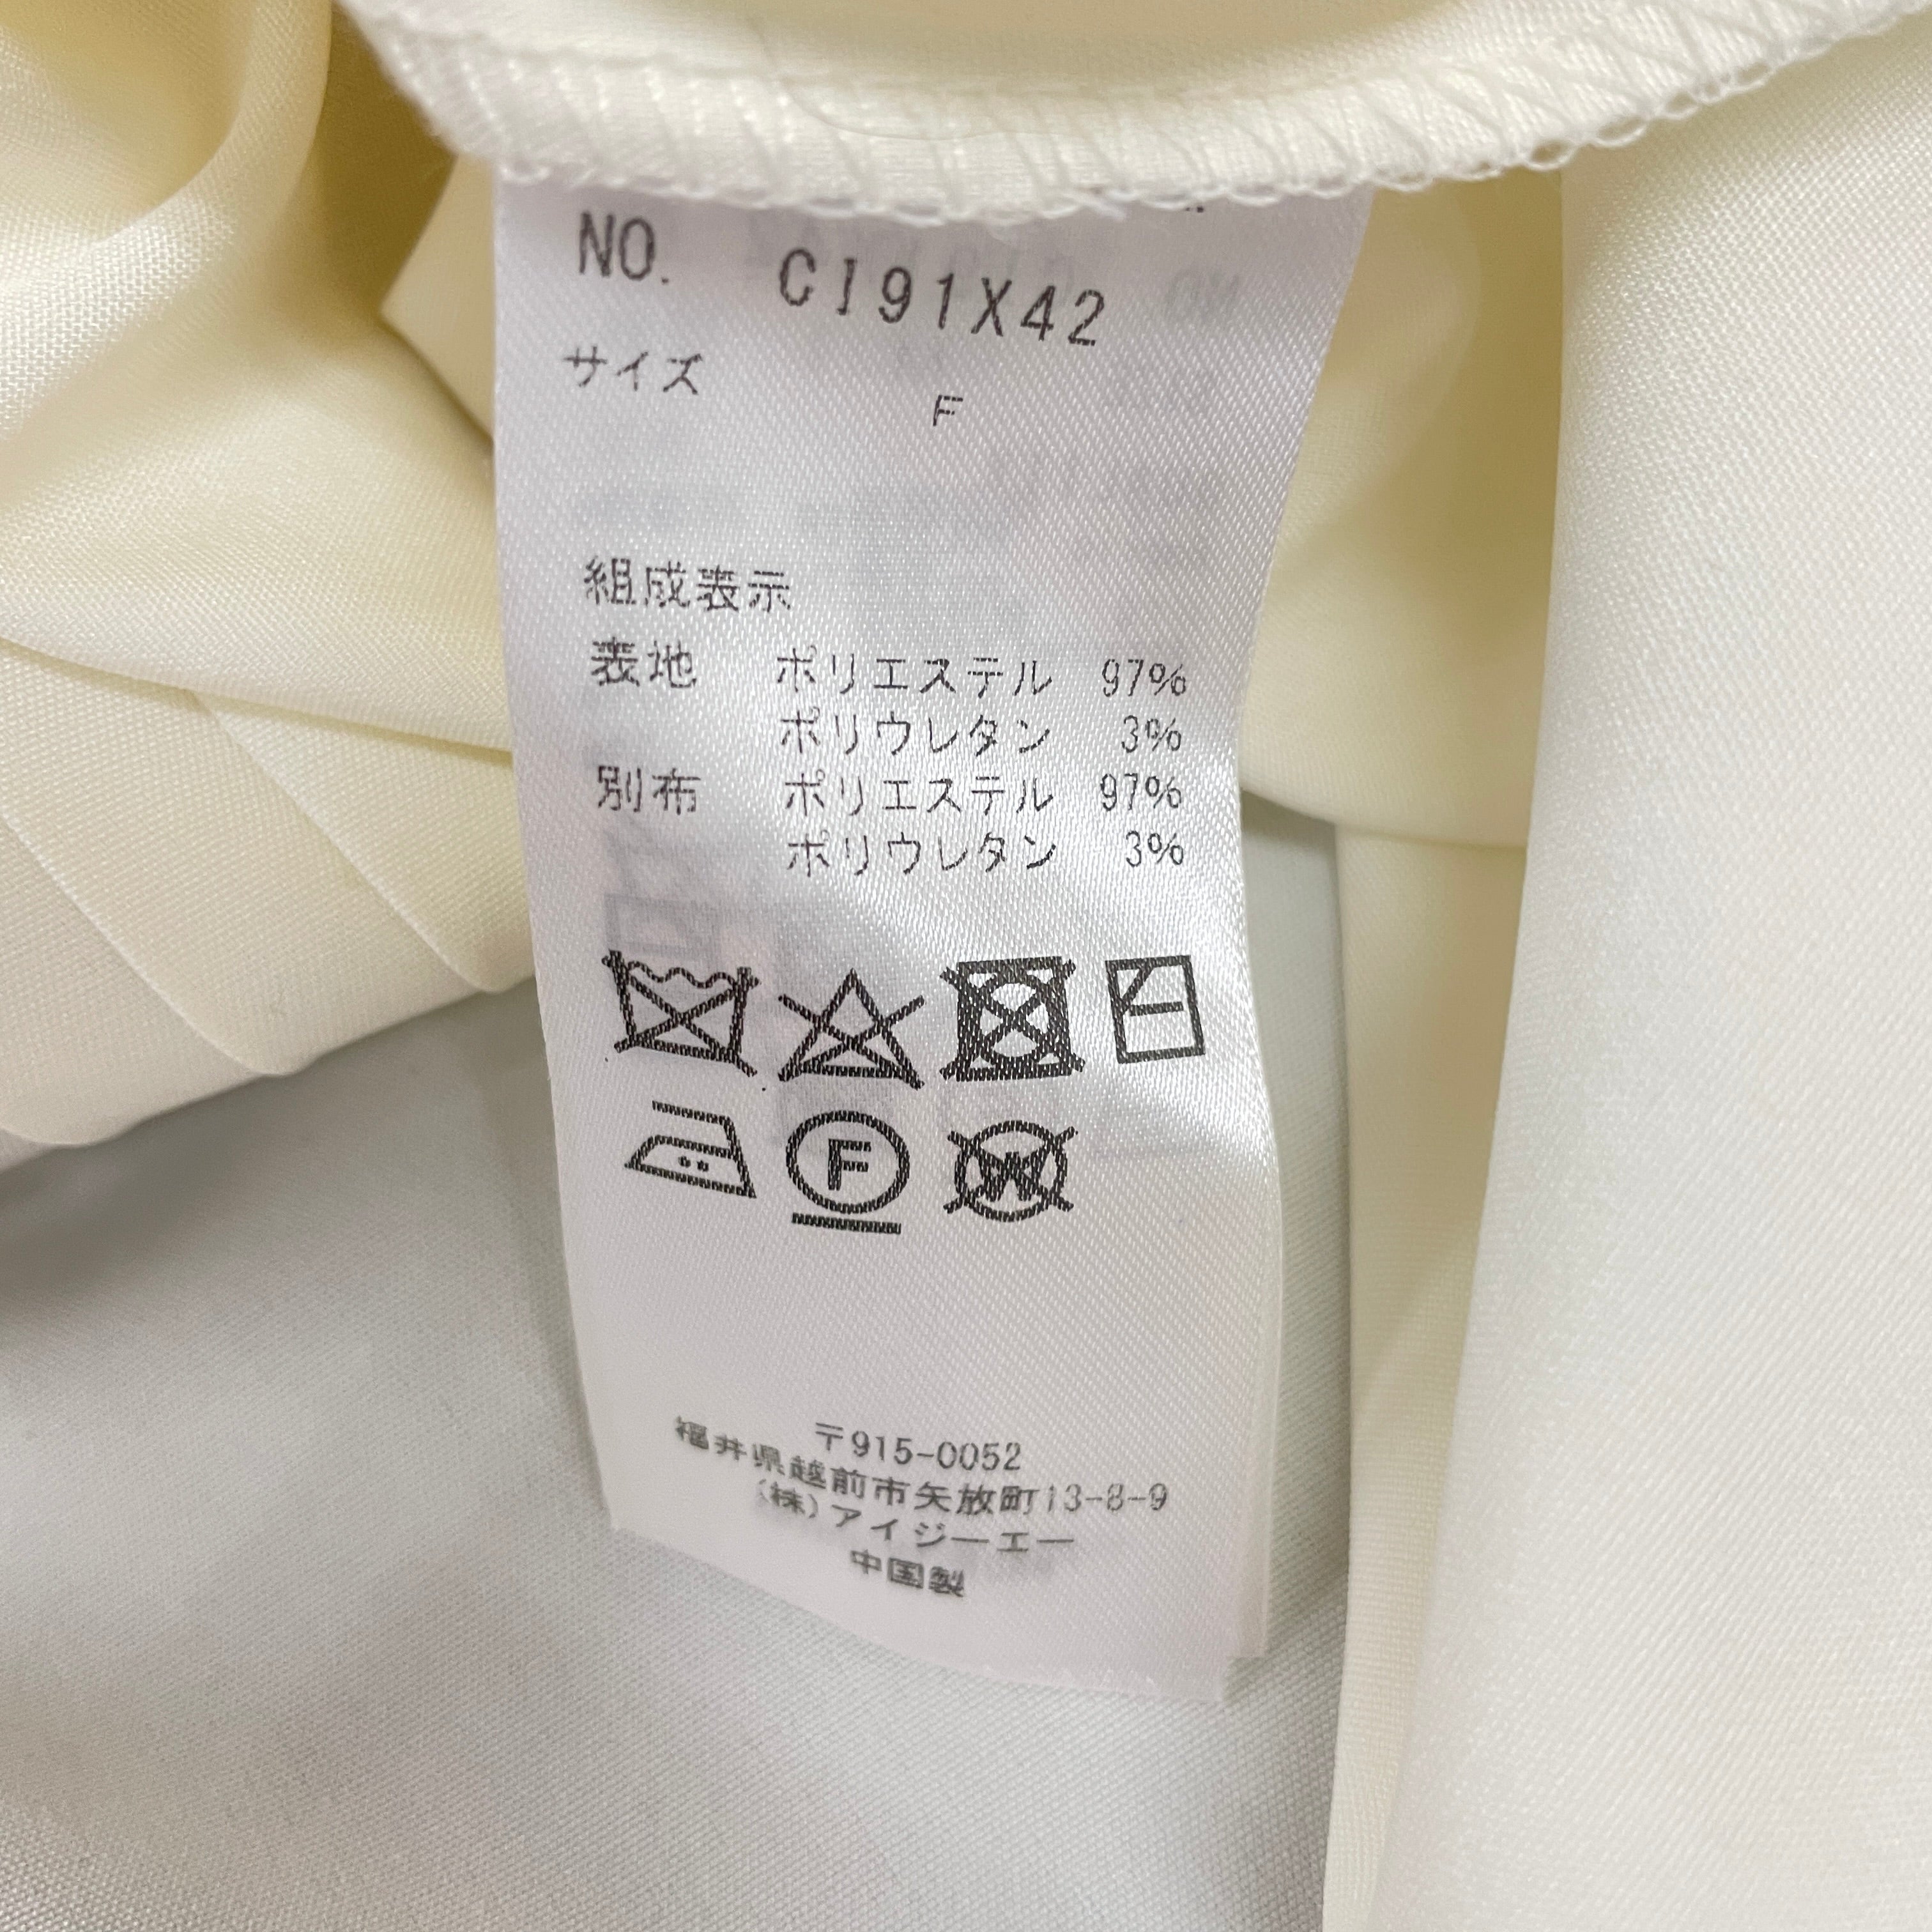 NO. CI91X42
サイズ F
組成表示
表地 ポリエステル 97%
ポリウレタン 3%
別布 ポリエステル 97%
ポリウレタン 3%
F
W
〒915-0052
福井県越前市矢放町13-8-9
(株)アイジーエー
中国製